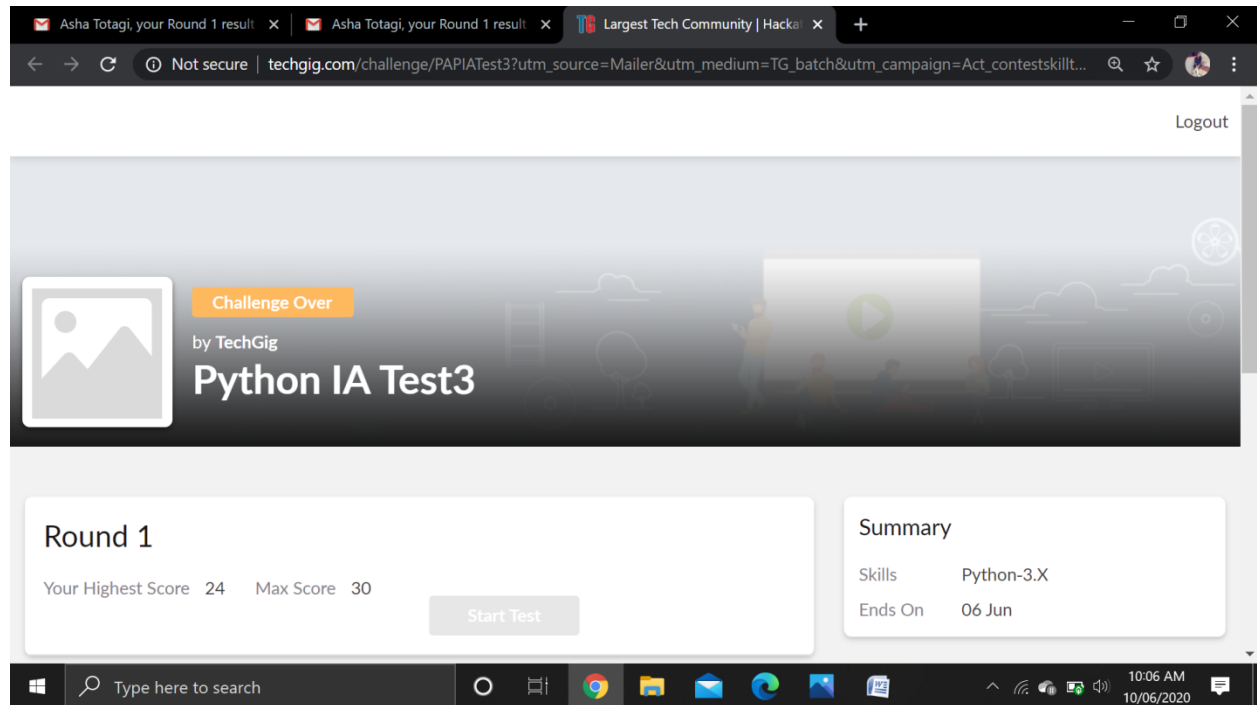 Asha Totagi, your Round 1 result
Asha Totagi, your Round 1 result
TG Largest Tech Community | Hacka
Not secure | techgig.com/challenge/PAPIATest3?utm_source=Mailer&utm_medium=TG_batch&utm_campaign=Act_contestskillt...
Logout
Challenge Over
by TechGig
Python IA Test3
Round 1
Your Highest Score 24 Max Score 30
Start Test
Summary
Skills Python-3.X
Ends On 06 Jun
Type here to search
10:06 AM
10/06/2020